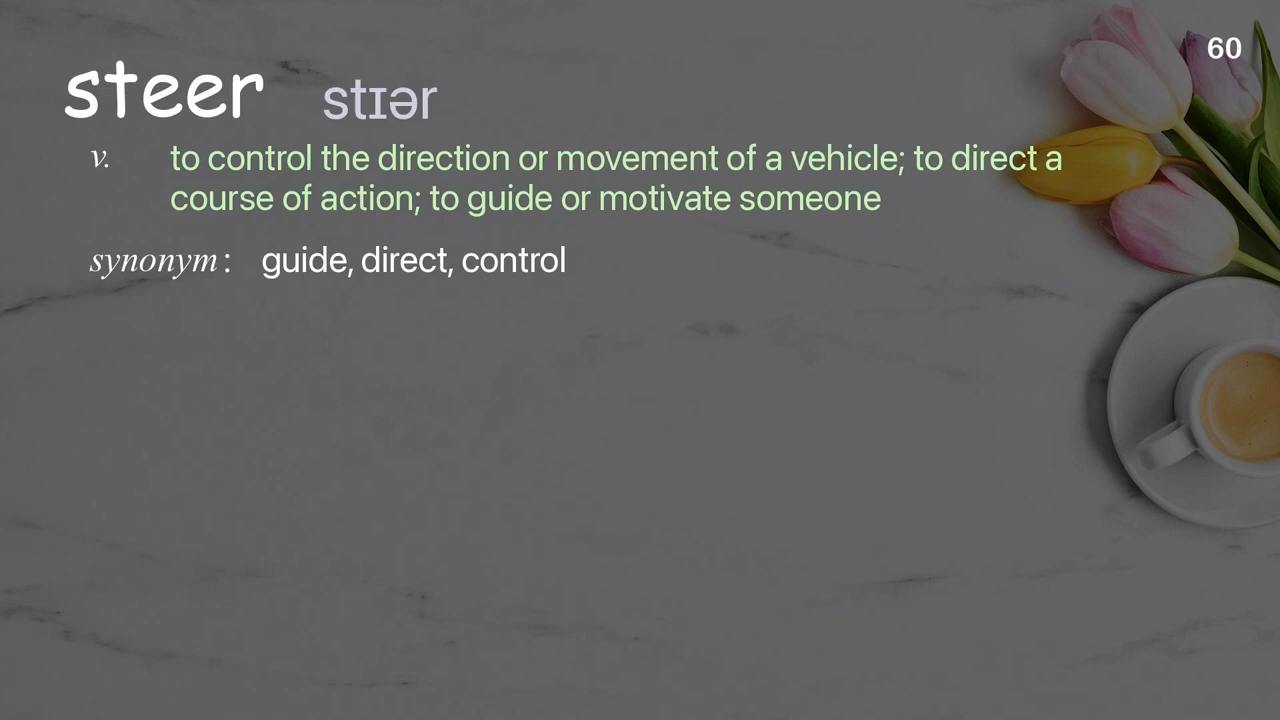 60
steer stɪər
v. to control the direction or movement of a vehicle; to direct a
course of action; to guide or motivate someone
synonym : guide, direct, control